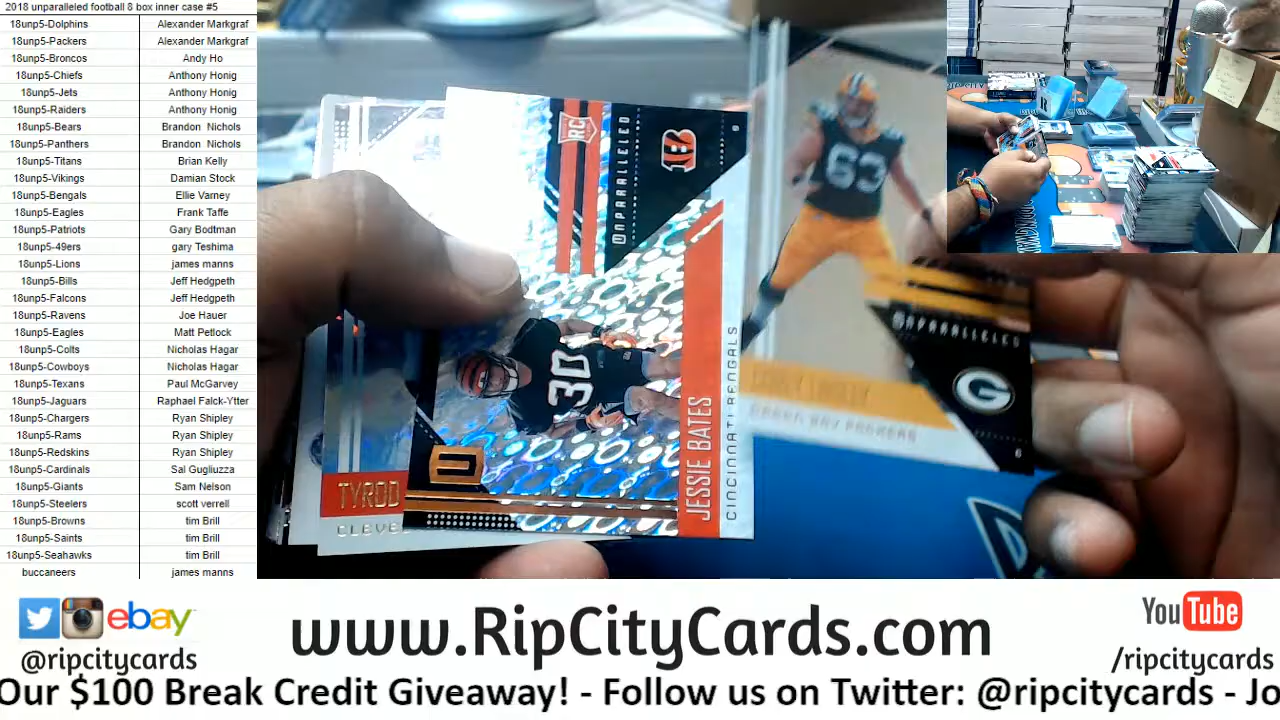 2018 unparalleled football 8 box inner case #5
18unp5-Dolphins Alexander Markgraf
18unp5-Packers Alexander Markgraf
18unp5-Broncos Andy Ho
18unp5-Chiefs Anthony Honig
18unp5-Jets Anthony Honig
18unp5-Raiders Anthony Honig
18unp5-Bears Brandon Nichols
18unp5-Panthers Brandon Nichols
18unp5-Titans Brian Kelly
18unp5-Vikings Damian Stock
18unp5-Bengals Ellie Varney
18unp5-Eagles Frank Taffe
18unp5-Patriots Gary Bodtman
18unp5-49ers gary Teshima
18unp5-Lions james manns
18unp5-Bills Jeff Hedgpeth
18unp5-Falcons Jeff Hedgpeth
18unp5-Ravens Joe Hauer
18unp5-Eagles Matt Petlock
18unp5-Colts Nicholas Hagar
18unp5-Cowboys Nicholas Hagar
18unp5-Texans Paul McGarvey
18unp5-Jaguars Raphael Falck-Ytter
18unp5-Chargers Ryan Shipley
18unp5-Rams Ryan Shipley
18unp5-Redskins Ryan Shipley
18unp5-Cardinals Sal Gugliuzza
18unp5-Giants Sam Nelson
18unp5-Steelers scott verrell
18unp5-Browns tim Brill
18unp5-Saints tim Brill
18unp5-Seahawks tim Brill
buccaneers james manns
RC
UNPARALLELED
30
U
JESSIE BATES
CINCINNATI BENGALS
TYROD
CLEVE
63
UNPARALLELED
G
GREEN BAY PACKERS
ebay
@ripcitycards
www.RipCityCards.com
YouTube
/ripcitycards
Our $100 Break Credit Giveaway! - Follow us on Twitter: @ripcitycards - Jo